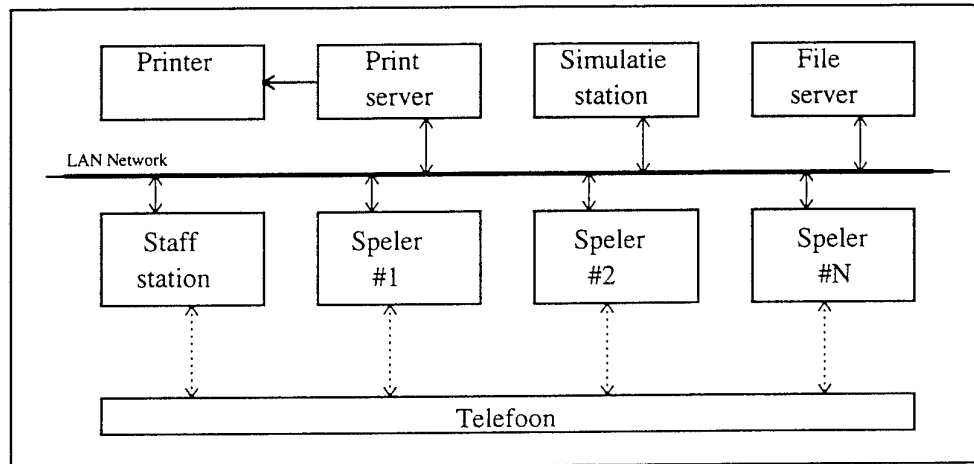 Printer
Print
server
Simulatie
station
File
server
LAN Network
Staff
station
Speler
#1
Speler
#2
Speler
#N
Telefoon